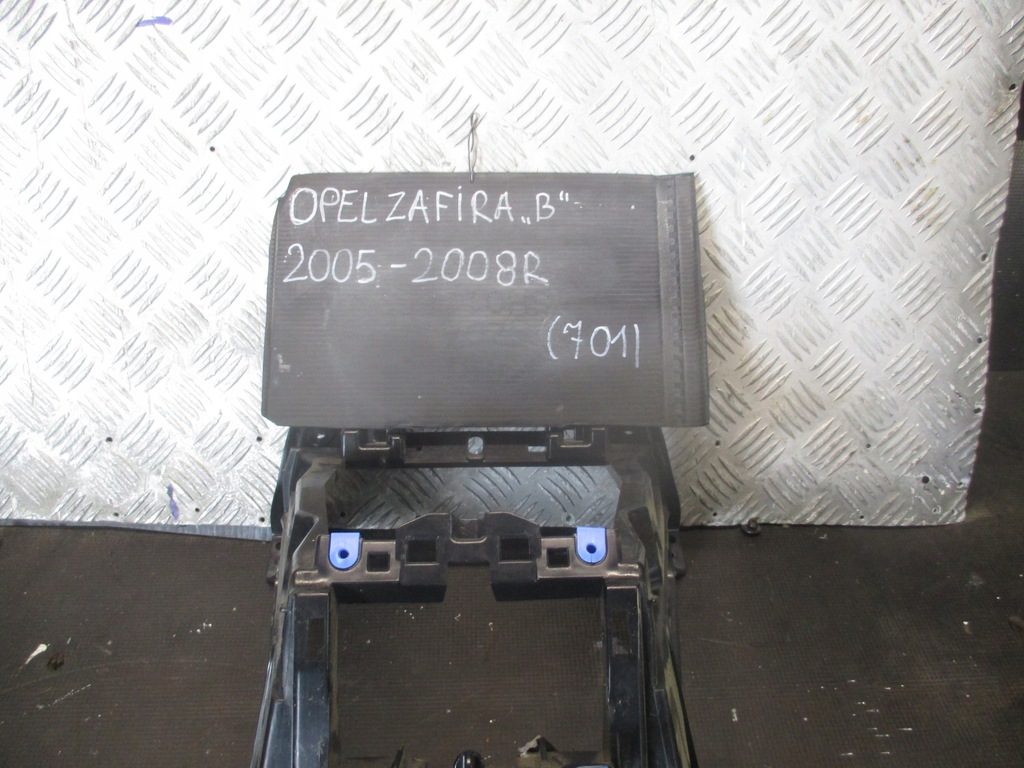 OPEL ZAFIRA „B“
2005-2008R
(701)